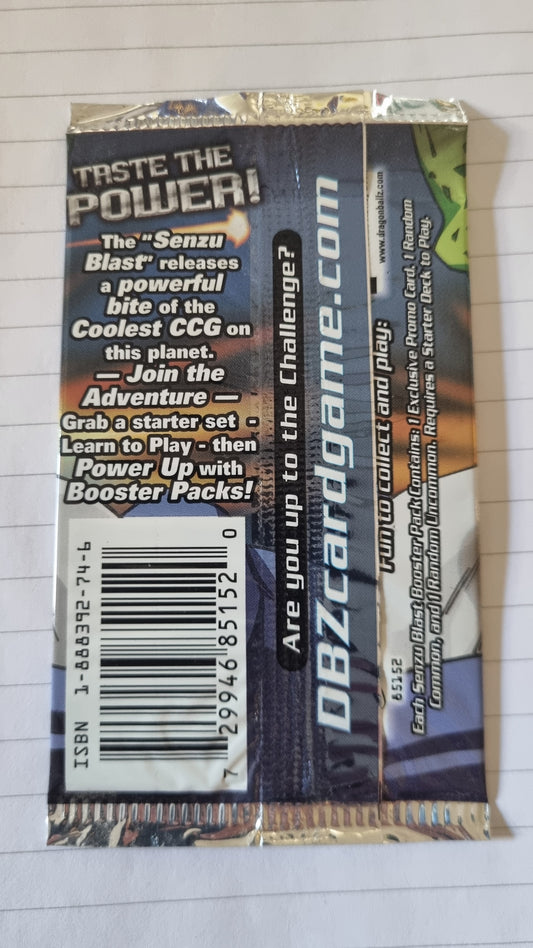 TASTE THE
POWER!
The "Senzu
Blast" releases
a powerful
bite of the
Coolest CCG on
this planet.
— Join the
Adventure —
Grab a starter set -
Learn to Play - then
Power Up with
Booster Packs!
ISBN 1-888392-74-6
7 29946 85152 0
Are you up to the Challenge?
DBZcardgame.com
www.dragonballz.com
Fun to collect and play:
85152
Each Senzu Blast Booster Pack Contains: 1 Exclusive Promo Card, 1 Random
Common, and 1 Random Uncommon. Requires a Starter Deck to Play.